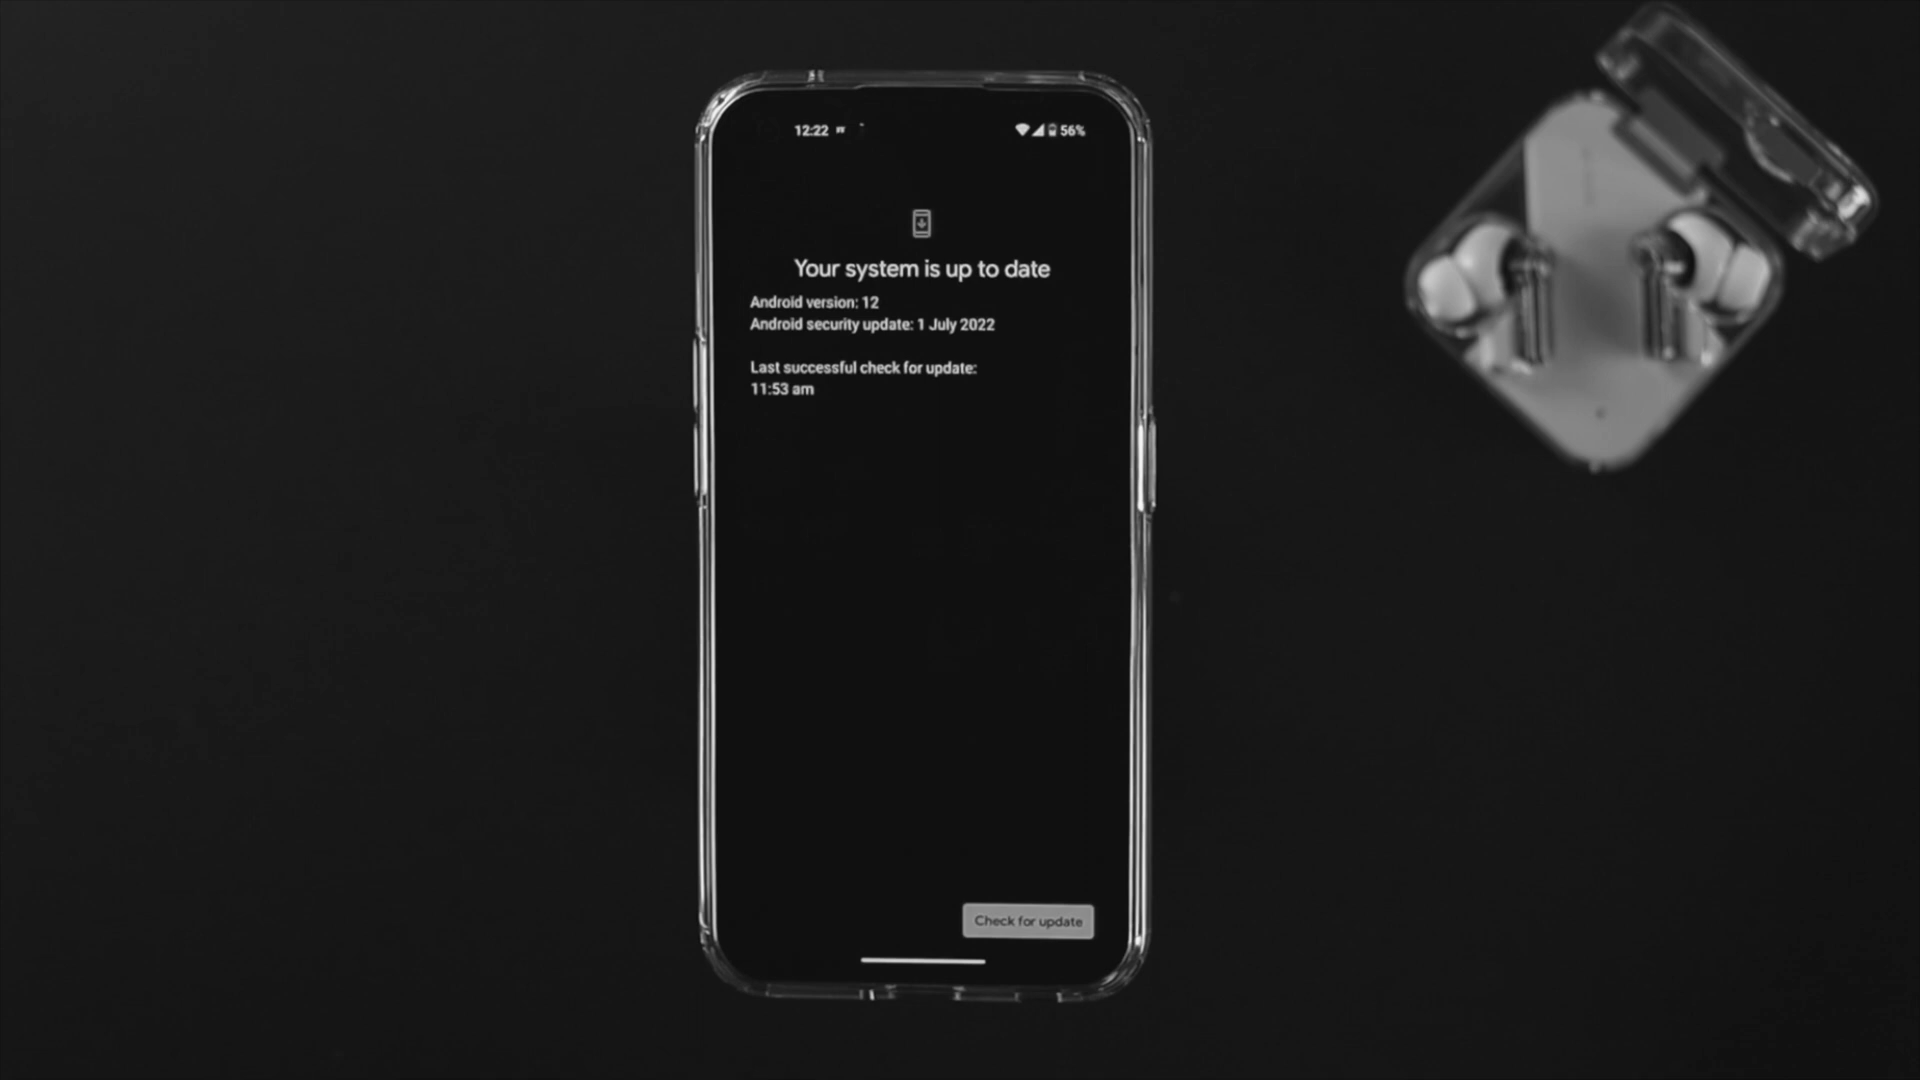 12:22 56%
Your system is up to date
Android version: 12
Android security update: 1 July 2022
Last successful check for update:
11:53 am
Check for update